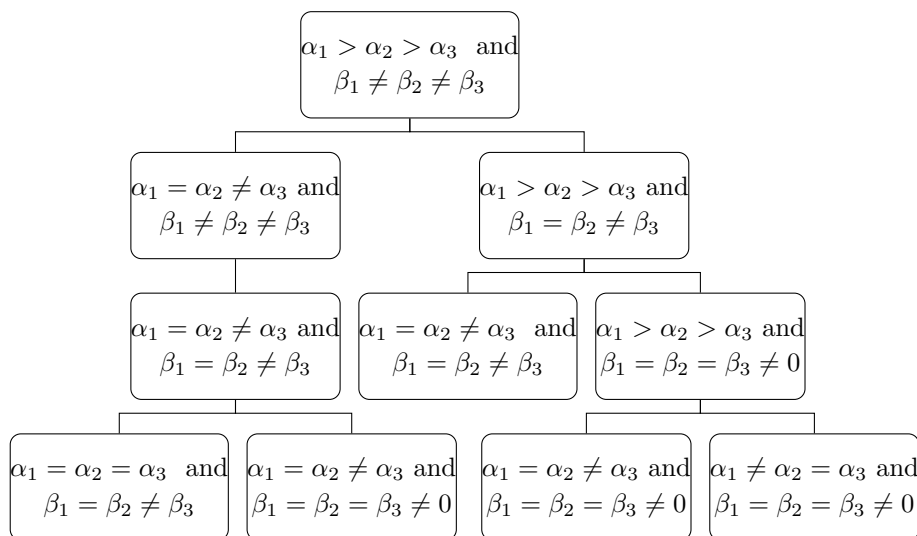 α₁ > α₂ > α₃ and
β₁ ≠ β₂ ≠ β₃
α₁ = α₂ ≠ α₃ and
β₁ ≠ β₂ ≠ β₃
α₁ > α₂ > α₃ and
β₁ = β₂ ≠ β₃
α₁ = α₂ ≠ α₃ and
β₁ = β₂ ≠ β₃
α₁ = α₂ ≠ α₃ and
β₁ = β₂ ≠ β₃
α₁ > α₂ > α₃ and
β₁ = β₂ = β₃ ≠ 0
α₁ = α₂ = α₃ and
β₁ = β₂ ≠ β₃
α₁ = α₂ ≠ α₃ and
β₁ = β₂ = β₃ ≠ 0
α₁ = α₂ ≠ α₃ and
β₁ = β₂ = β₃ ≠ 0
α₁ ≠ α₂ = α₃ and
β₁ = β₂ = β₃ ≠ 0
.